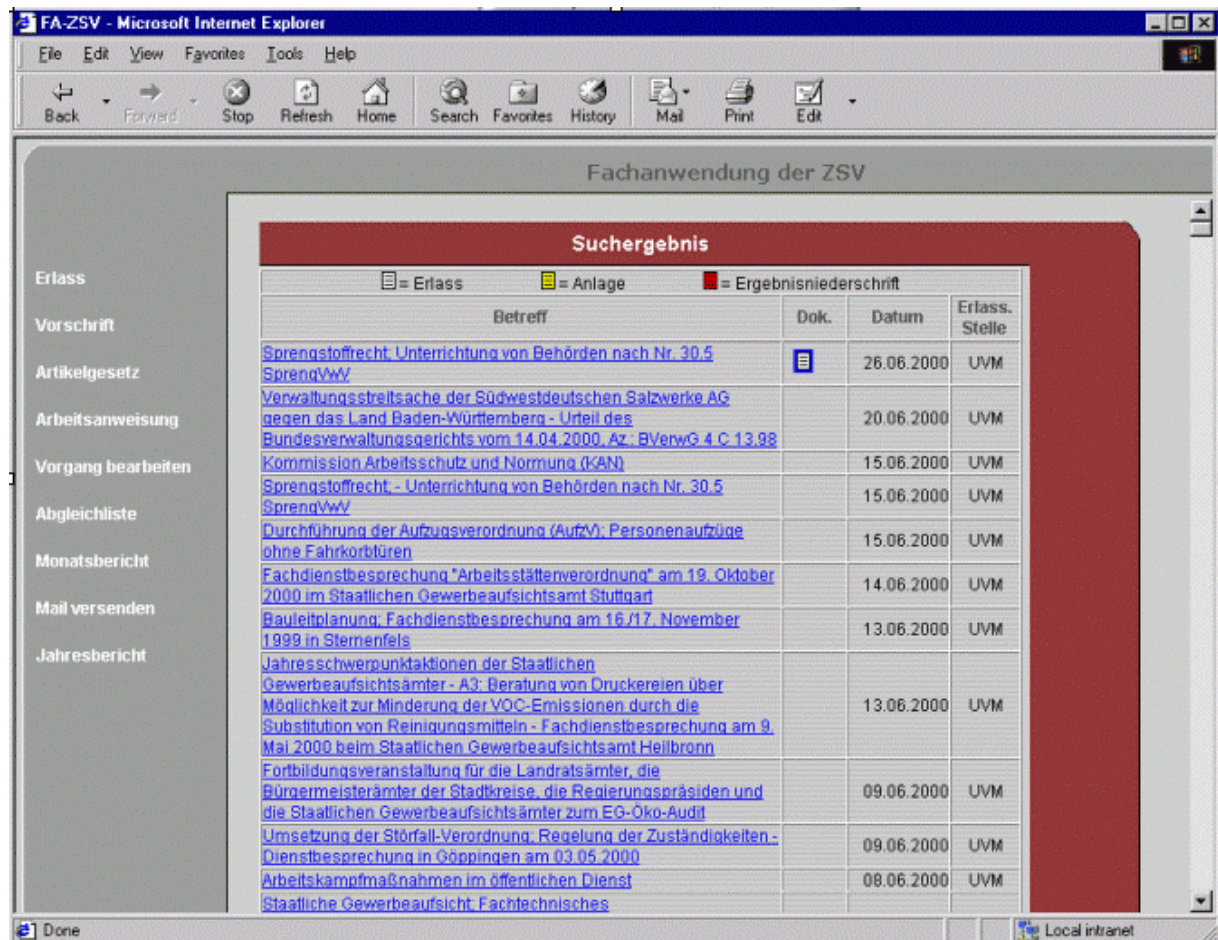 FA-ZSV - Microsoft Internet Explorer
File Edit View Favorites Tools Help
Back Forward Stop Refresh Home Search Favorites History Mail Print Edit
Fachanwendung der ZSV
Suchergebnis
= Erlass = Anlage = Ergebnisniederschrift
Betreff Dok. Datum Erlass. Stelle
Erlass
Vorschrift
Artikelgesetz
Arbeitsanweisung
Vorgang bearbeiten
Abgleichliste
Monatsbericht
Mail versenden
Jahresbericht
Sprengstoffrecht; Unterrichtung von Behörden nach Nr. 30.5
SprengVwV 26.06.2000 UVM
Verwaltungsstreitsache der Südwestdeutschen Salzwerke AG
gegen das Land Baden-Württemberg - Urteil des
Bundesverwaltungsgerichts vom 14.04.2000, Az.: BVerwG 4 C 13.98 20.06.2000 UVM
Kommission Arbeitsschutz und Normung (KAN) 15.06.2000 UVM
Sprengstoffrecht; - Unterrichtung von Behörden nach Nr. 30.5
SprengVwV 15.06.2000 UVM
Durchführung der Aufzugsverordnung (AufzV); Personenaufzüge
ohne Fahrkorbtüren 15.06.2000 UVM
Fachdienstbesprechung "Arbeitsstättenverordnung" am 19. Oktober
2000 im Staatlichen Gewerbeaufsichtsamt Stuttgart 14.06.2000 UVM
Bauleitplanung; Fachdienstbesprechung am 16./17. November
1999 in Sternenfels 13.06.2000 UVM
Jahresschwerpunktaktionen der Staatlichen
Gewerbeaufsichtsämter - A3: Beratung von Druckereien über
Möglichkeit zur Minderung der VOC-Emissionen durch die
Substitution von Reinigungsmitteln - Fachdienstbesprechung am 9.
Mai 2000 beim Staatlichen Gewerbeaufsichtsamt Heilbronn 13.06.2000 UVM
Fortbildungsveranstaltung für die Landratsämter, die
Bürgermeisterämter der Stadtkreise, die Regierungspräsiden und
die Staatlichen Gewerbeaufsichtsämter zum EG-Öko-Audit 09.06.2000 UVM
Umsetzung der Störfall-Verordnung; Regelung der Zuständigkeiten -
Dienstbesprechung in Göppingen am 03.05.2000 09.06.2000 UVM
Arbeitskampfmaßnahmen im öffentlichen Dienst 08.06.2000 UVM
Staatliche Gewerbeaufsicht; Fachtechnisches
Done Local intranet